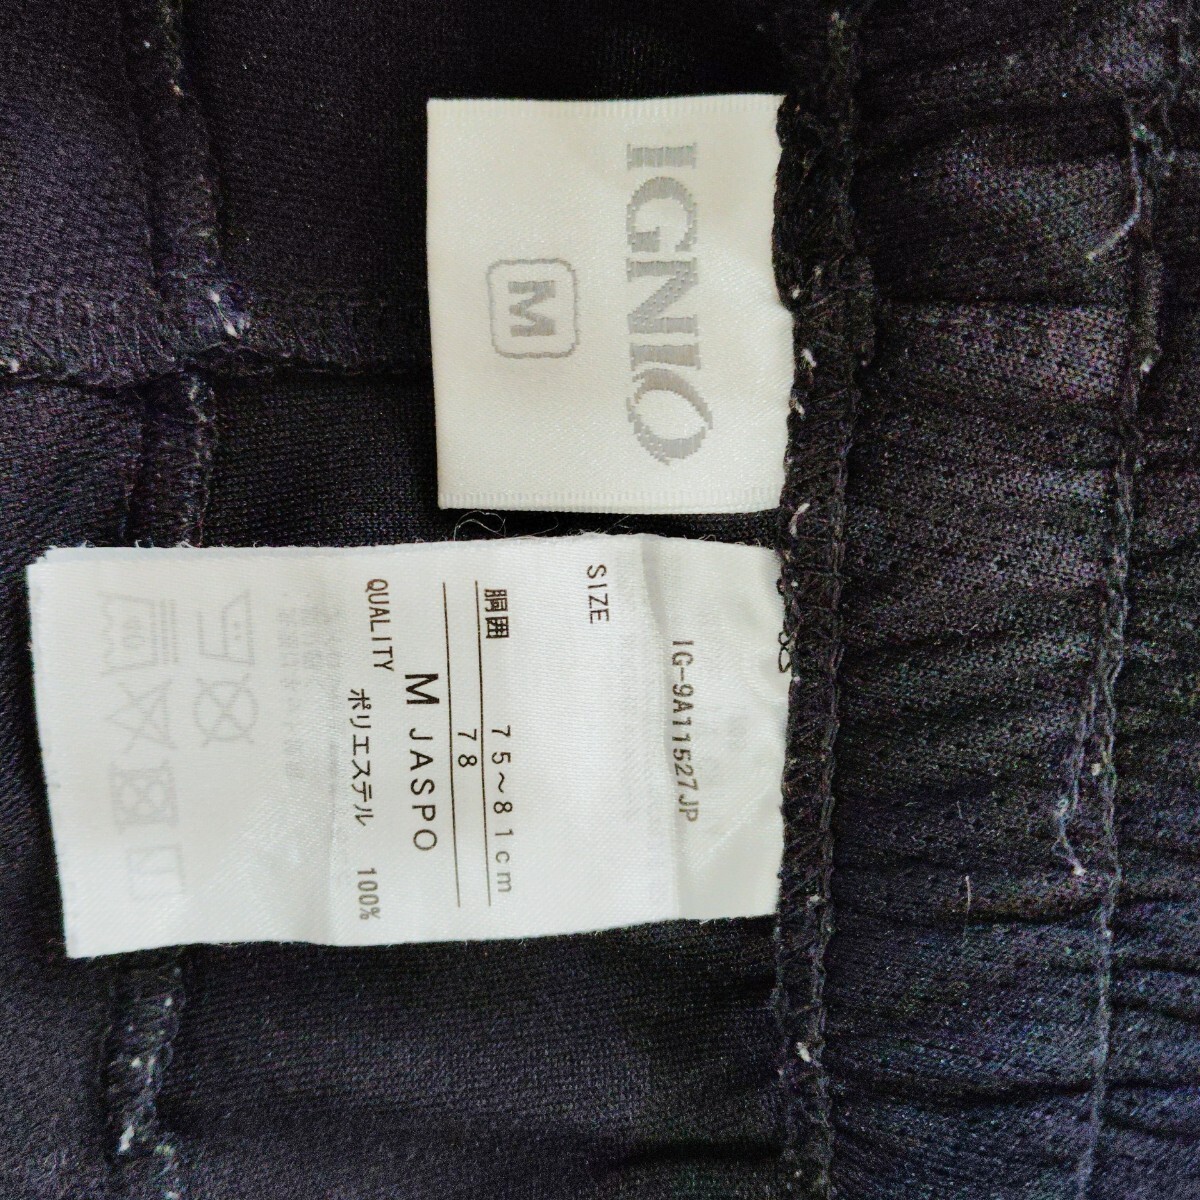 IGNIO
M
IG-9A11527JP
SIZE
胴囲 75～81cm
78
M JASPO
QUALITY
ポリエステル 100%